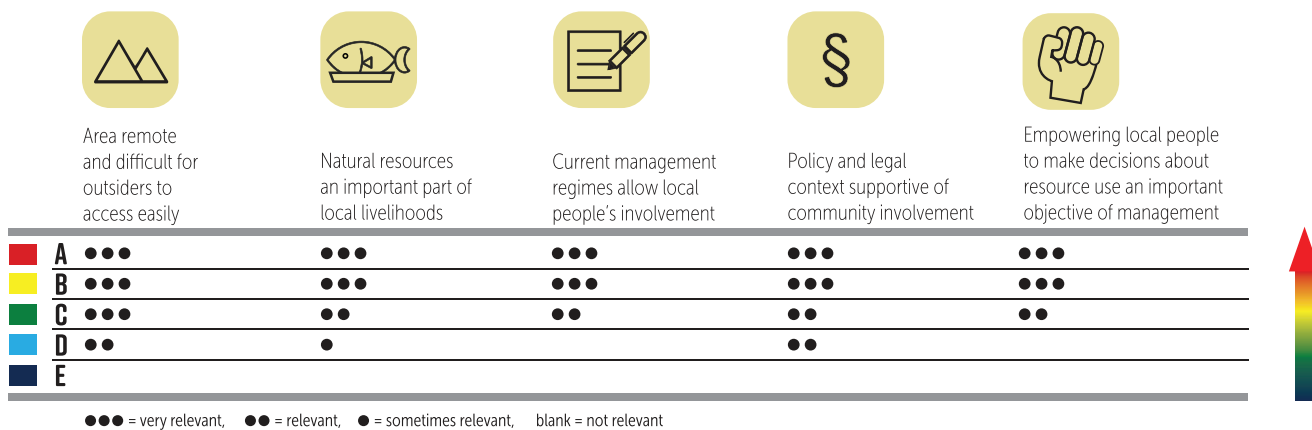 §
Area remote
and difficult for
outsiders to
access easily
Natural resources
an important part of
local livelihoods
Current management
regimes allow local
people’s involvement
Policy and legal
context supportive of
community involvement
Empowering local people
to make decisions about
resource use an important
objective of management
A ●●● ●●● ●●● ●●● ●●●
B ●●● ●●● ●●● ●●● ●●●
C ●●● ●● ●● ●● ●●
D ●● ● ●●
E
●●● = very relevant, ●● = relevant, ● = sometimes relevant, blank = not relevant